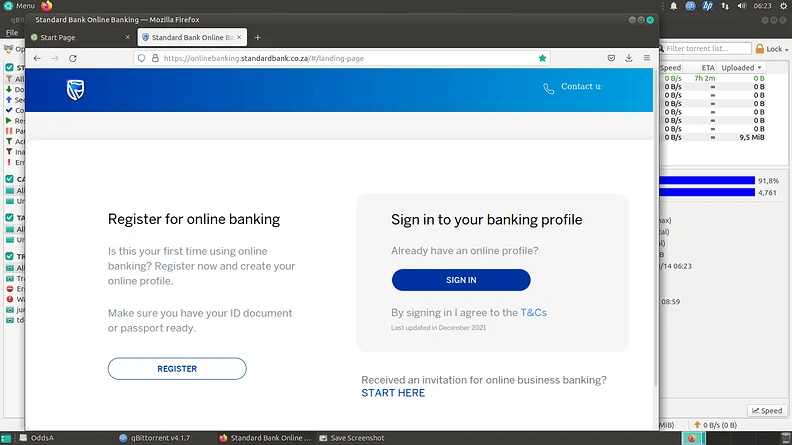 Menu
06:23
Standard Bank Online Banking — Mozilla Firefox
Start Page
Standard Bank Online B
https://onlinebanking.standardbank.co.za/#/landing-page
Contact u
Register for online banking
Is this your first time using online
banking? Register now and create your
online profile.
Make sure you have your ID document
or passport ready.
REGISTER
Sign in to your banking profile
Already have an online profile?
SIGN IN
By signing in I agree to the T&Cs
Last updated in December 2021
Received an invitation for online business banking?
START HERE
File
Filter torrent list...
Lock
Speed ETA Uploaded
0 B/s 7h 2m 0 B
0 B/s ∞ 0 B
0 B/s ∞ 0 B
0 B/s ∞ 0 B
0 B/s ∞ 0 B
0 B/s ∞ 0 B
0 B/s ∞ 9,5 MiB
91,8%
4,761
/14 06:23
08:59
Speed
MiB)
0 B/s (0 B)
OddsA
qBittorrent v4.1.7
Standard Bank Online ...
Save Screenshot